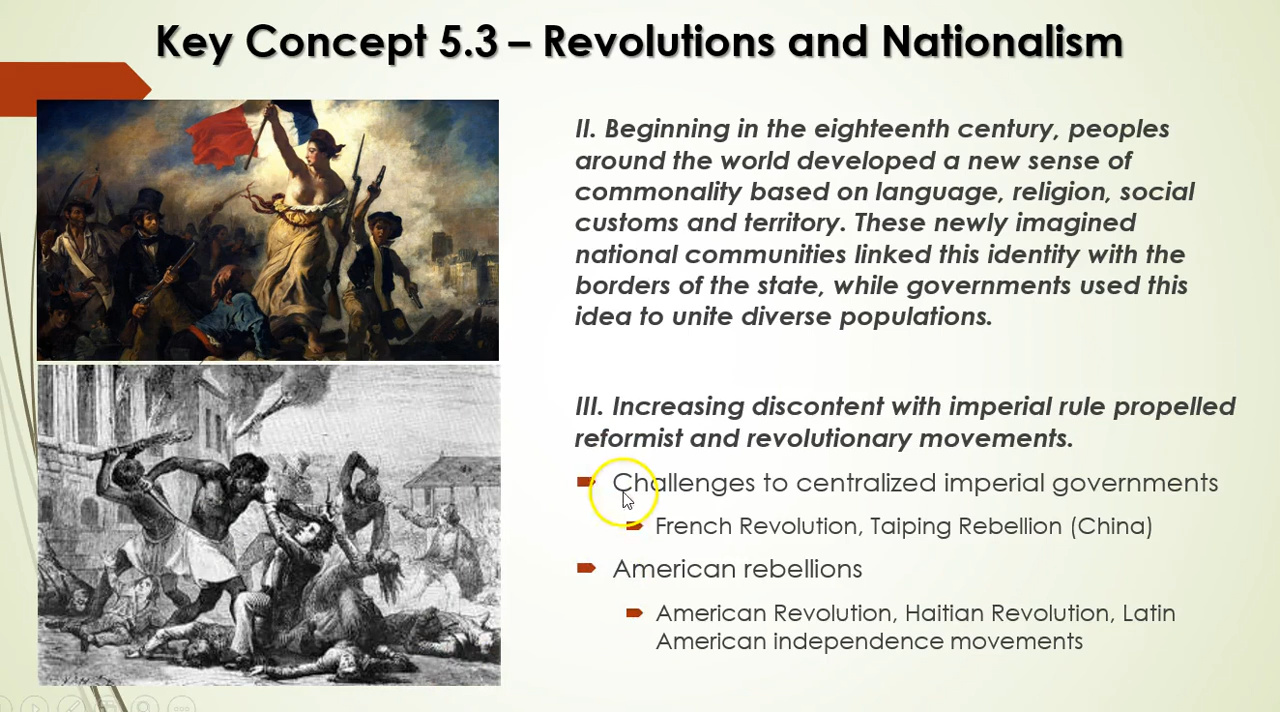 Key Concept 5.3 – Revolutions and Nationalism
II. Beginning in the eighteenth century, peoples
around the world developed a new sense of
commonality based on language, religion, social
customs and territory. These newly imagined
national communities linked this identity with the
borders of the state, while governments used this
idea to unite diverse populations.
III. Increasing discontent with imperial rule propelled
reformist and revolutionary movements.
Challenges to centralized imperial governments
French Revolution, Taiping Rebellion (China)
American rebellions
American Revolution, Haitian Revolution, Latin
American independence movements